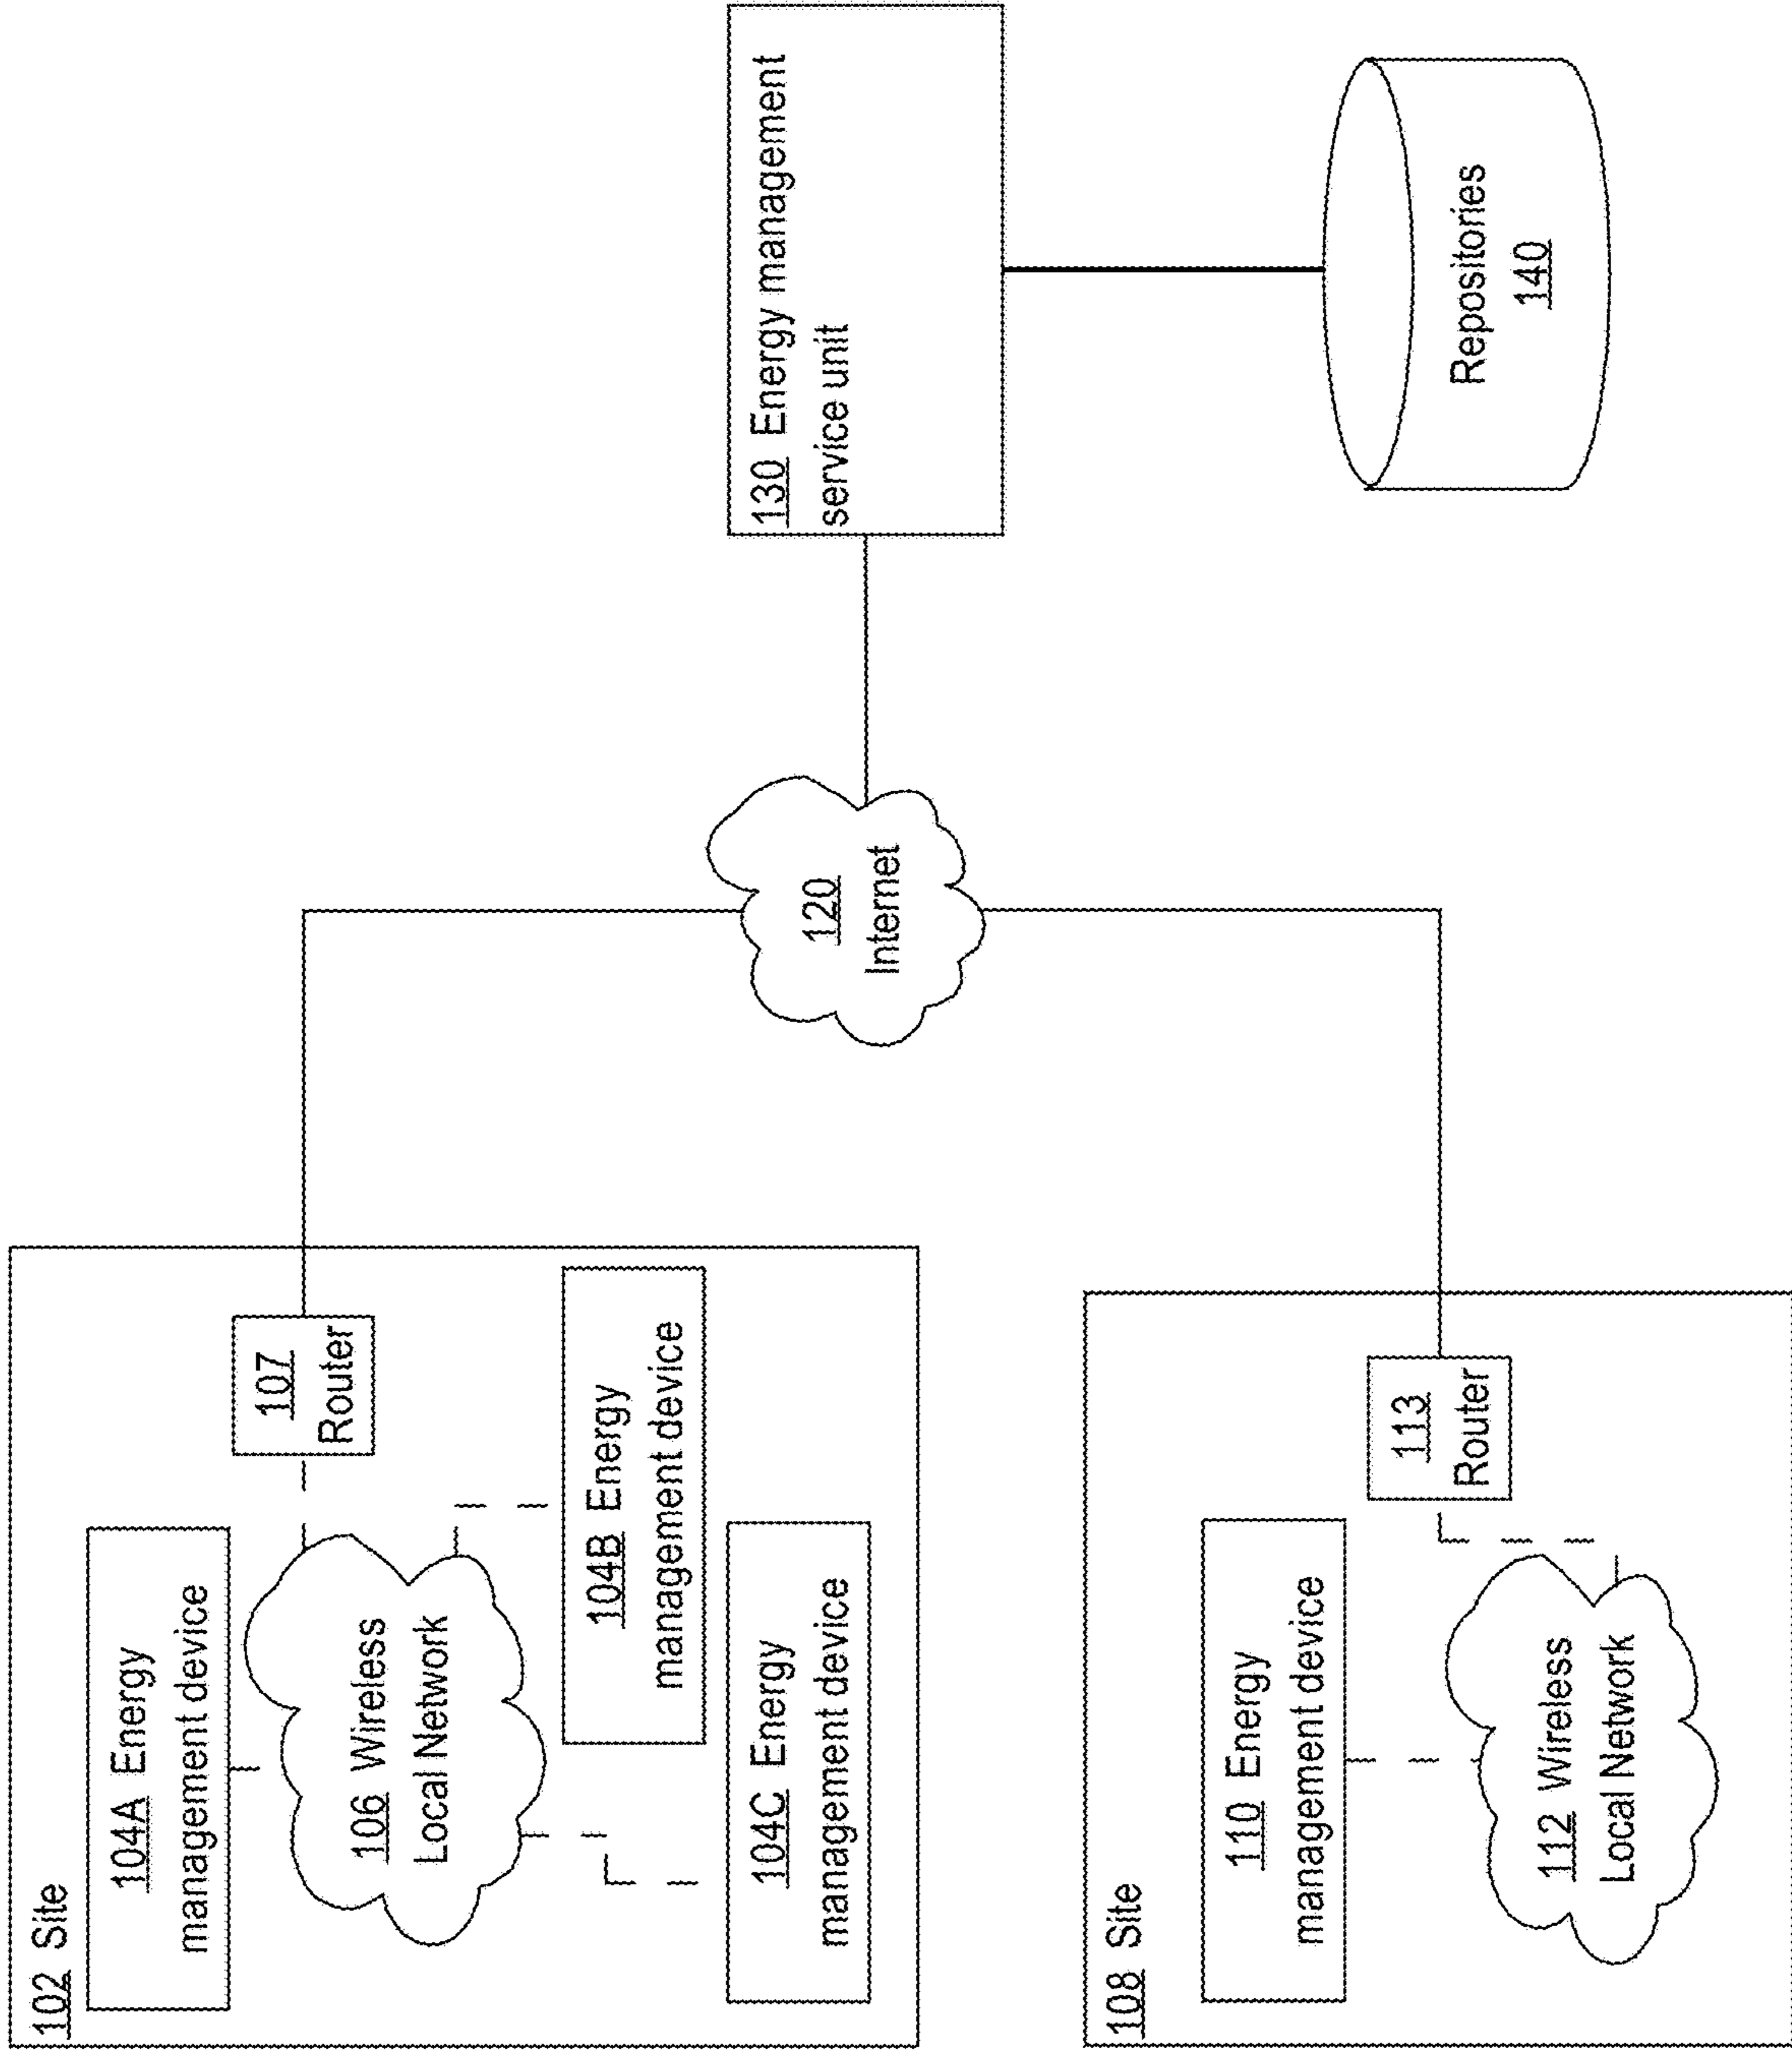 102 Site
104A Energy
management device
106 Wireless
Local Network
107
Router
104B Energy
management device
104C Energy
management device
108 Site
110 Energy
management device
112 Wireless
Local Network
113
Router
120
Internet
130 Energy management
service unit
Repositories
140